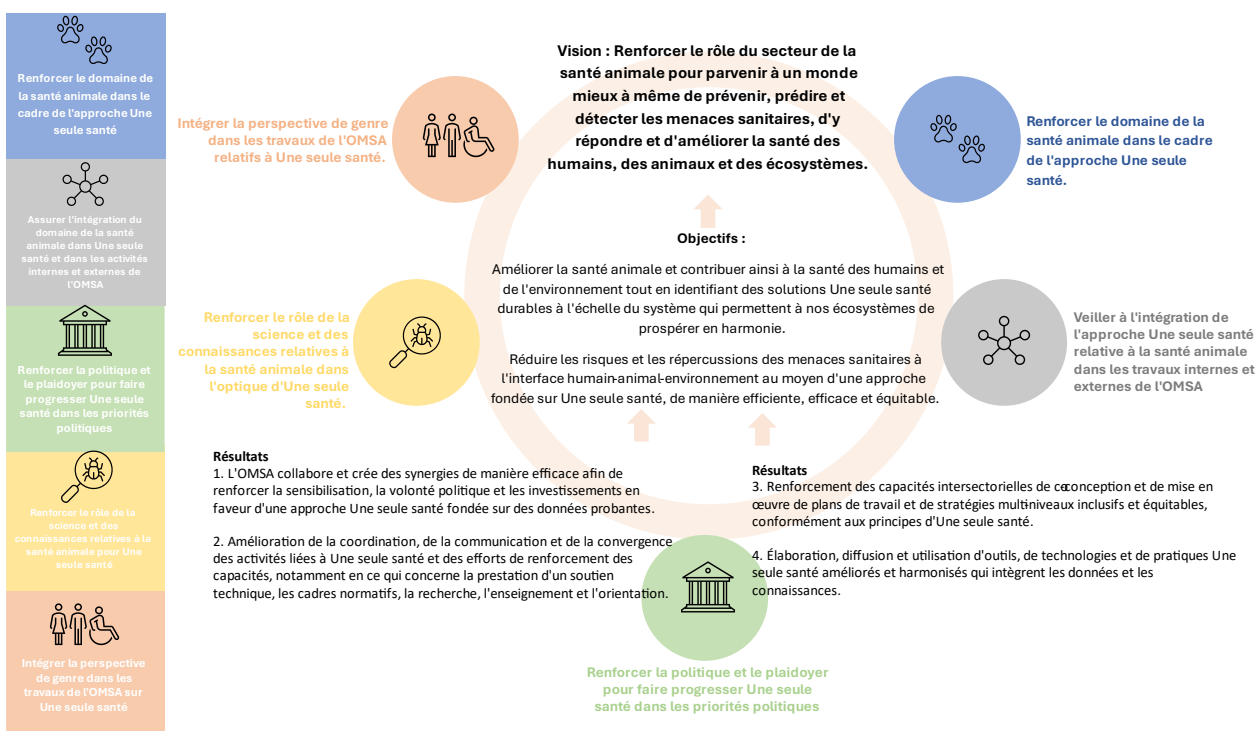 Renforcer le domaine de
la santé animale dans le
cadre de l'approche Une
seule santé
Assurer l'intégration du
domaine de la santé
animale dans Une seule
santé et dans les activités
internes et externes de
l'OMSA
Renforcer la politique et
le plaidoyer pour faire
progresser Une seule
santé dans les priorités
politiques
Renforcer le rôle de la
science et des
connaissances relatives à la
santé animale pour Une
seule santé
Intégrer la perspective
de genre dans les
travaux de l'OMSA sur
Une seule santé
Vision : Renforcer le rôle du secteur de la
santé animale pour parvenir à un monde
mieux à même de prévenir, prédire et
détecter les menaces sanitaires, d'y
répondre et d'améliorer la santé des
humains, des animaux et des écosystèmes.
Intégrer la perspective de genre
dans les travaux de l'OMSA
relatifs à Une seule santé.
Renforcer le domaine de la
santé animale dans le cadre
de l'approche Une seule
santé.
Objectifs :
Améliorer la santé animale et contribuer ainsi à la santé des humains et
de l'environnement tout en identifiant des solutions Une seule santé
durables à l'échelle du système qui permettent à nos écosystèmes de
prospérer en harmonie.
Réduire les risques et les répercussions des menaces sanitaires à
l'interface humain-animal-environnement au moyen d'une approche
fondée sur Une seule santé, de manière efficiente, efficace et équitable.
Renforcer le rôle de la
science et des
connaissances relatives à
la santé animale dans
l'optique d'Une seule
santé.
Veiller à l'intégration de
l'approche Une seule santé
relative à la santé animale
dans les travaux internes et
externes de l'OMSA
Résultats
1. L'OMSA collabore et crée des synergies de manière efficace afin de
renforcer la sensibilisation, la volonté politique et les investissements en
faveur d'une approche Une seule santé fondée sur des données probantes.
2. Amélioration de la coordination, de la communication et de la convergence
des activités liées à Une seule santé et des efforts de renforcement des
capacités, notamment en ce qui concerne la prestation d'un soutien
technique, les cadres normatifs, la recherche, l'enseignement et l'orientation.
Résultats
3. Renforcement des capacités intersectorielles de co-conception et de mise en
œuvre de plans de travail et de stratégies multi-niveaux inclusifs et équitables,
conformément aux principes d'Une seule santé.
4. Élaboration, diffusion et utilisation d'outils, de technologies et de pratiques Une
seule santé améliorés et harmonisés qui intègrent les données et les
connaissances.
Renforcer la politique et le plaidoyer
pour faire progresser Une seule
santé dans les priorités politiques